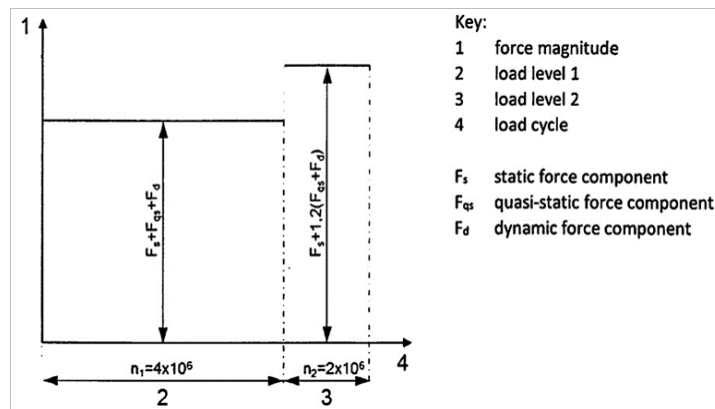 1
Key:
1 force magnitude
2 load level 1
3 load level 2
4 load cycle
Fs static force component
Fqs quasi-static force component
Fd dynamic force component
Fs+Fqs+Fd
Fs+1.2(Fqs+Fd)
n1=4x10⁶
n2=2x10⁶
4
2
3